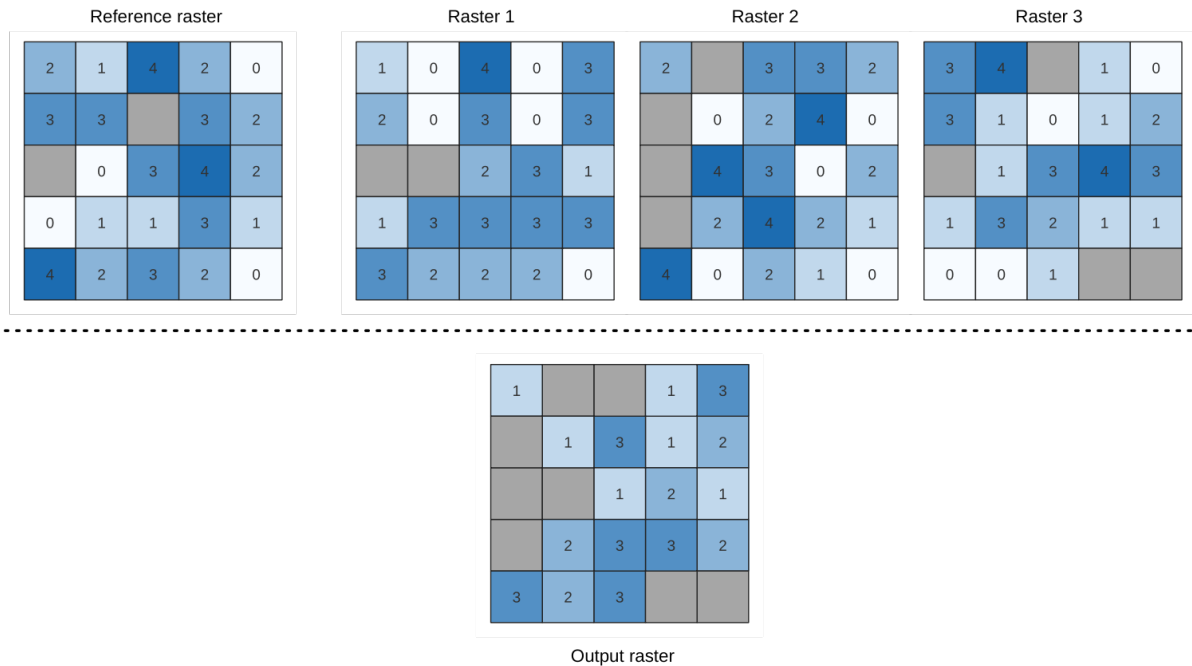 Reference raster Raster 1 Raster 2 Raster 3
2 1 4 2 0 1 0 4 0 3 2 3 3 2 3 4 1 0
3 3 3 2 2 0 3 0 3 0 2 4 0 3 1 0 1 2
0 3 4 2 2 3 1 4 3 0 2 1 3 4 3
0 1 1 3 1 1 3 3 3 3 2 4 2 1 1 3 2 1 1
4 2 3 2 0 3 2 2 2 0 4 0 2 1 0 0 0 1
1 1 3
1 3 1 2
1 2 1
2 3 3 2
3 2 3
Output raster